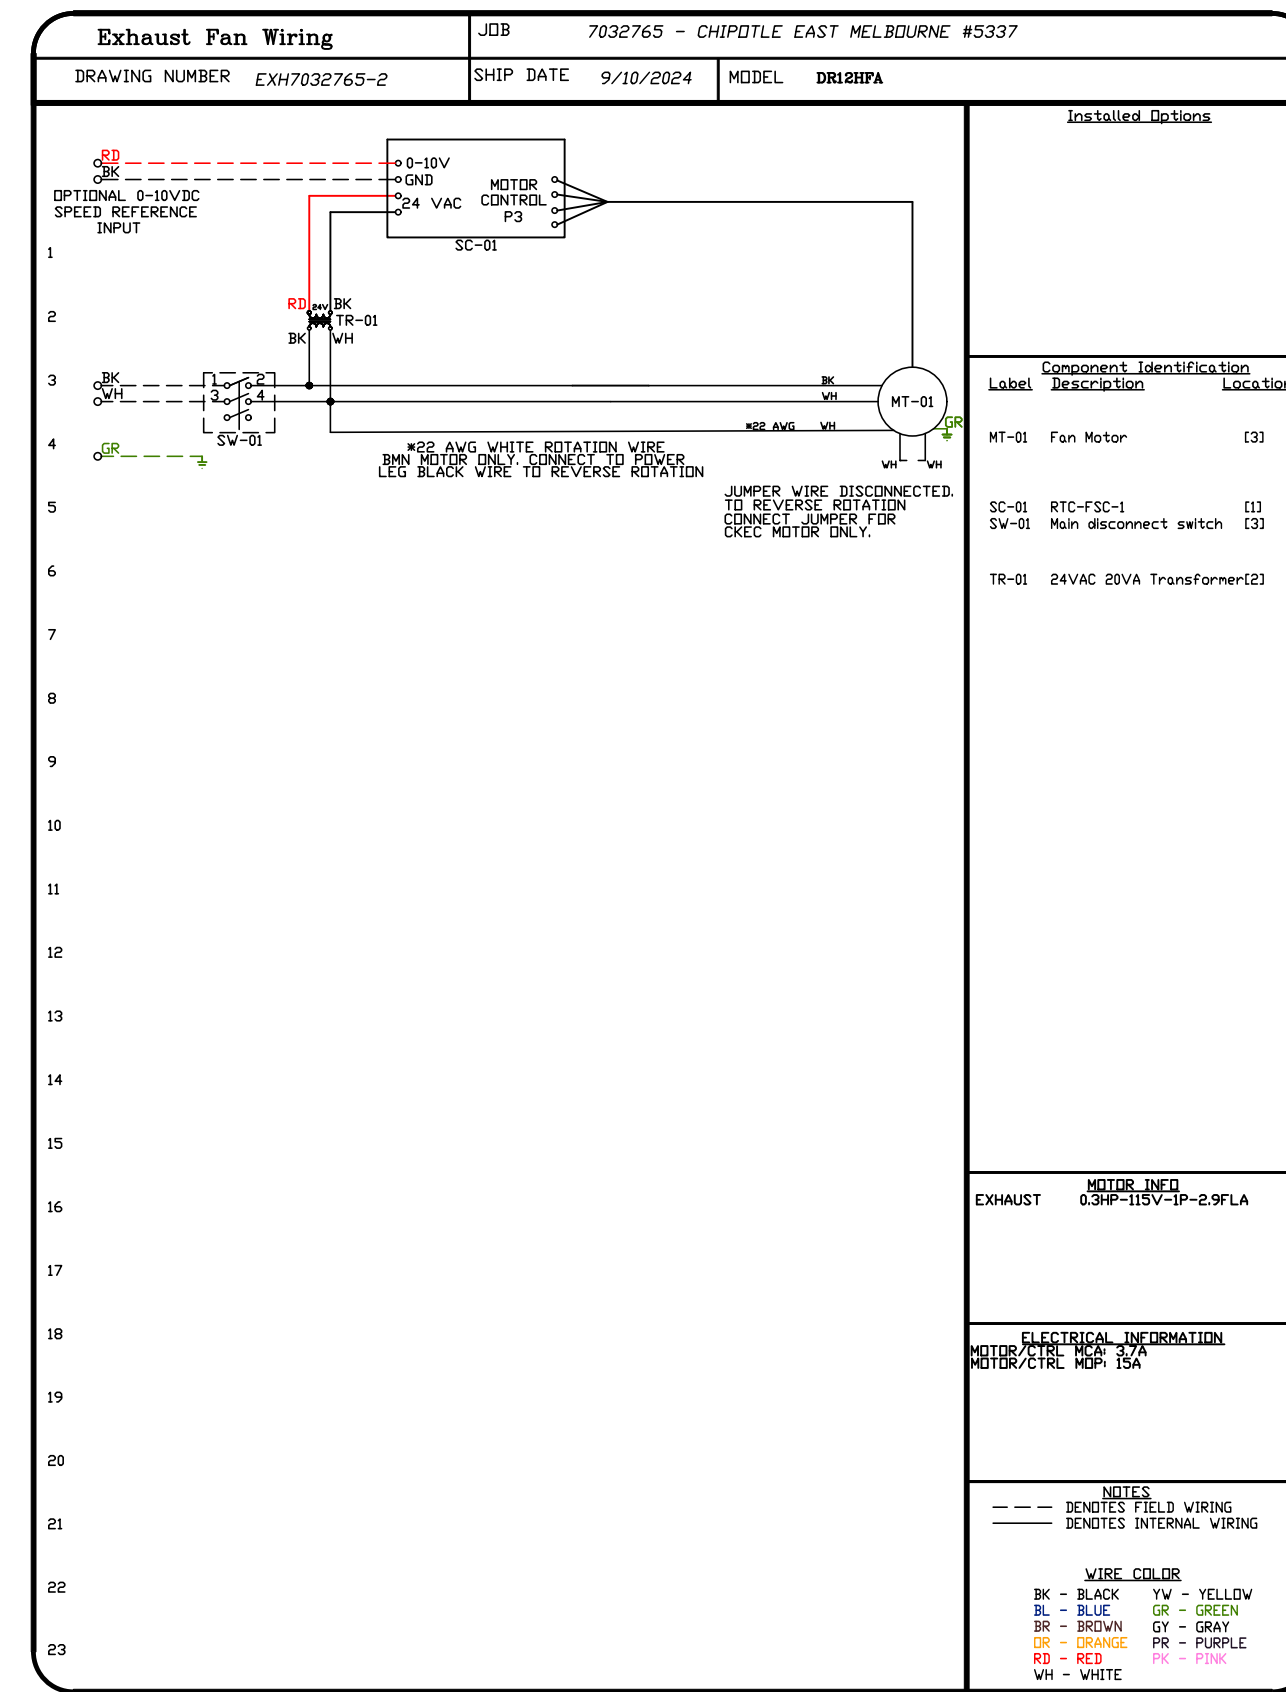 Exhaust Fan Wiring
JOB 7032765 - CHIPOTLE EAST MELBOURNE #5337
DRAWING NUMBER EXH7032765-2
SHIP DATE 9/10/2024
MODEL DR12HFA
RD
BK
OPTIONAL 0-10VDC
SPEED REFERENCE
INPUT
0-10V
GND
24 VAC
MOTOR
CONTROL
P3
SC-01
RD 24V BK
TR-01
BK WH
BK
WH
1 2
3 4
SW-01
GR
BK
WH
*22 AWG WH
MT-01
GR
WH WH
*22 AWG WHITE ROTATION WIRE
BMN MOTOR ONLY. CONNECT TO POWER
LEG BLACK WIRE TO REVERSE ROTATION
JUMPER WIRE DISCONNECTED.
TO REVERSE ROTATION
CONNECT JUMPER FOR
CKEC MOTOR ONLY.
1
2
3
4
5
6
7
8
9
10
11
12
13
14
15
16
17
18
19
20
21
22
23
Installed Options
Component Identification
Label Description Location
MT-01 Fan Motor [3]
SC-01 RTC-FSC-1 [1]
SW-01 Main disconnect switch [3]
TR-01 24VAC 20VA Transformer[2]
MOTOR INFO
EXHAUST 0.3HP-115V-1P-2.9FLA
ELECTRICAL INFORMATION
MOTOR/CTRL MCA: 3.7A
MOTOR/CTRL MOP: 15A
NOTES
DENOTES FIELD WIRING
DENOTES INTERNAL WIRING
WIRE COLOR
BK - BLACK YW - YELLOW
BL - BLUE GR - GREEN
BR - BROWN GY - GRAY
OR - ORANGE PR - PURPLE
RD - RED PK - PINK
WH - WHITE